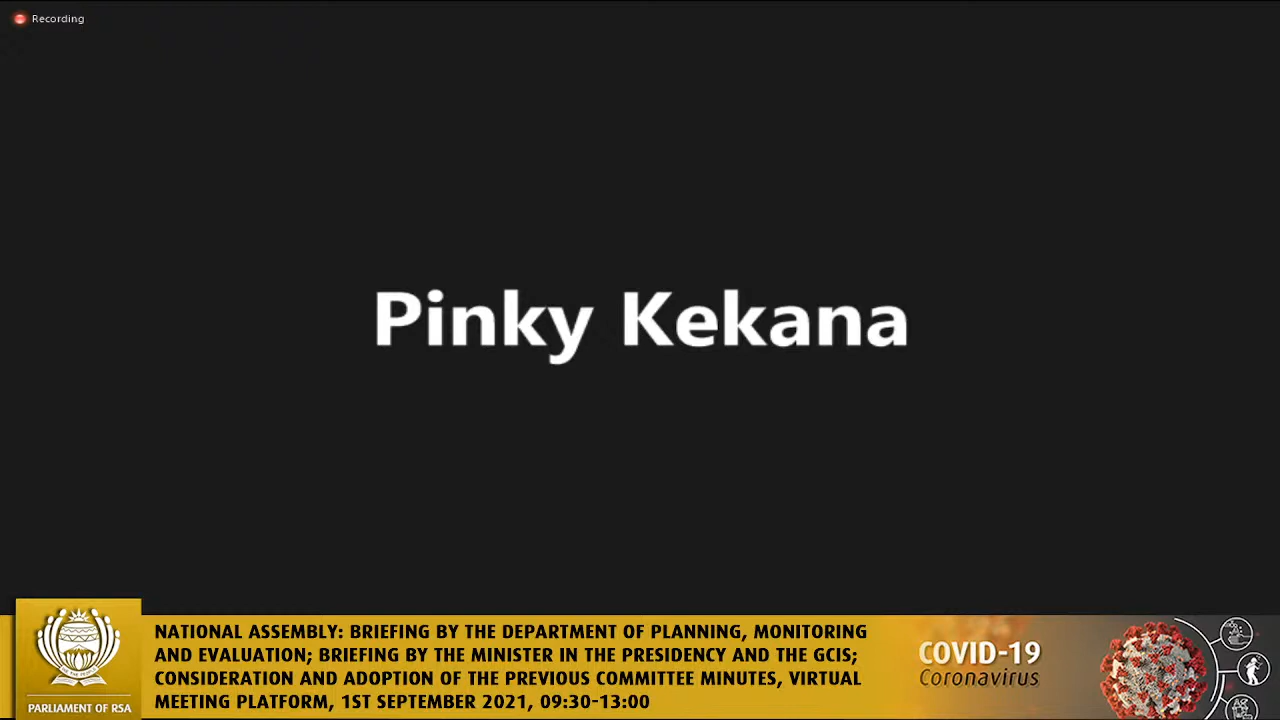 Recording
Pinky Kekana
NATIONAL ASSEMBLY: BRIEFING BY THE DEPARTMENT OF PLANNING, MONITORING
AND EVALUATION; BRIEFING BY THE MINISTER IN THE PRESIDENCY AND THE GCIS;
CONSIDERATION AND ADOPTION OF THE PREVIOUS COMMITTEE MINUTES, VIRTUAL
MEETING PLATFORM, 1ST SEPTEMBER 2021, 09:30-13:00
PARLIAMENT OF RSA
COVID-19
Coronavirus